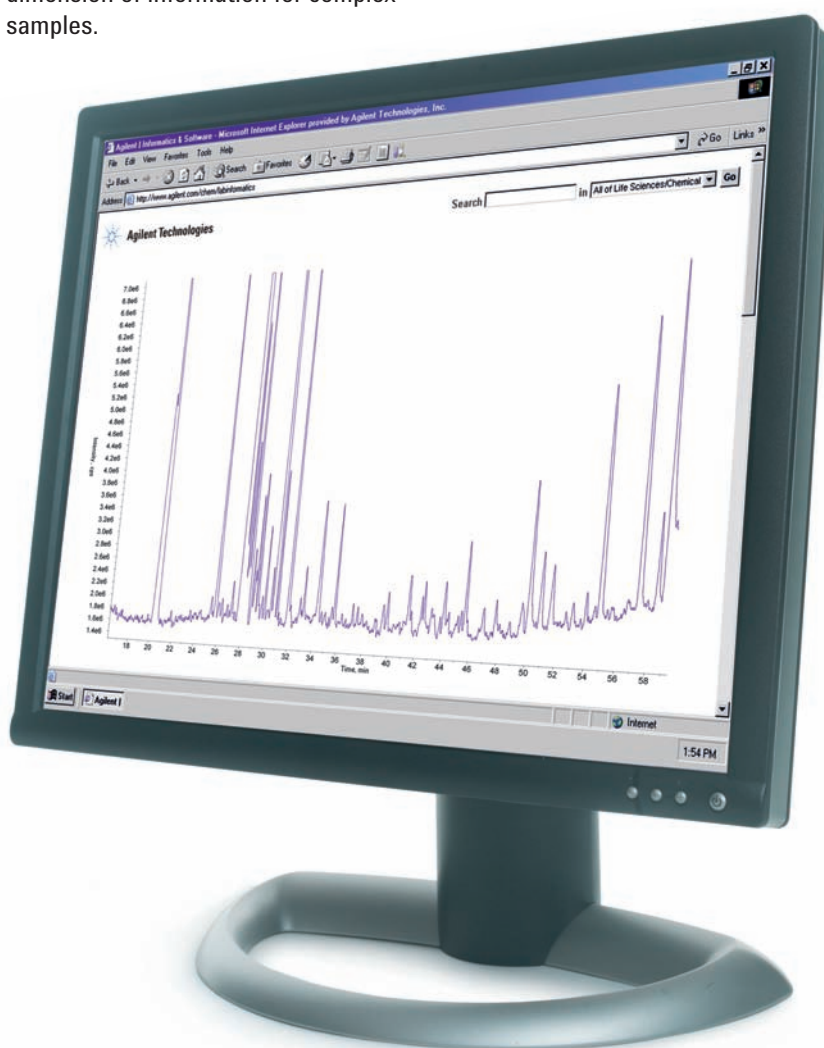 dimension of information for complex
samples.
Agilent | Informatics & Software - Microsoft Internet Explorer provided by Agilent Technologies, Inc.
File Edit View Favorites Tools Help
Back Search Favorites
Address http://www.agilent.com/chem/labinformatics Go Links »
Search in All of Life Sciences/Chemical Go
Agilent Technologies
7.0e6
6.8e6
6.6e6
6.4e6
6.2e6
6.0e6
5.8e6
5.6e6
5.4e6
5.2e6
5.0e6
4.8e6
4.6e6
4.4e6
4.2e6
4.0e6
3.8e6
3.6e6
3.4e6
3.2e6
3.0e6
2.8e6
2.6e6
2.4e6
2.2e6
2.0e6
1.8e6
1.6e6
1.4e6
Intensity,
18 20 22 24 26 28 30 32 34 36 38 40 42 44 46 48 50 52 54 56 58
Time, min
Internet
Start Agilent I
1:54 PM